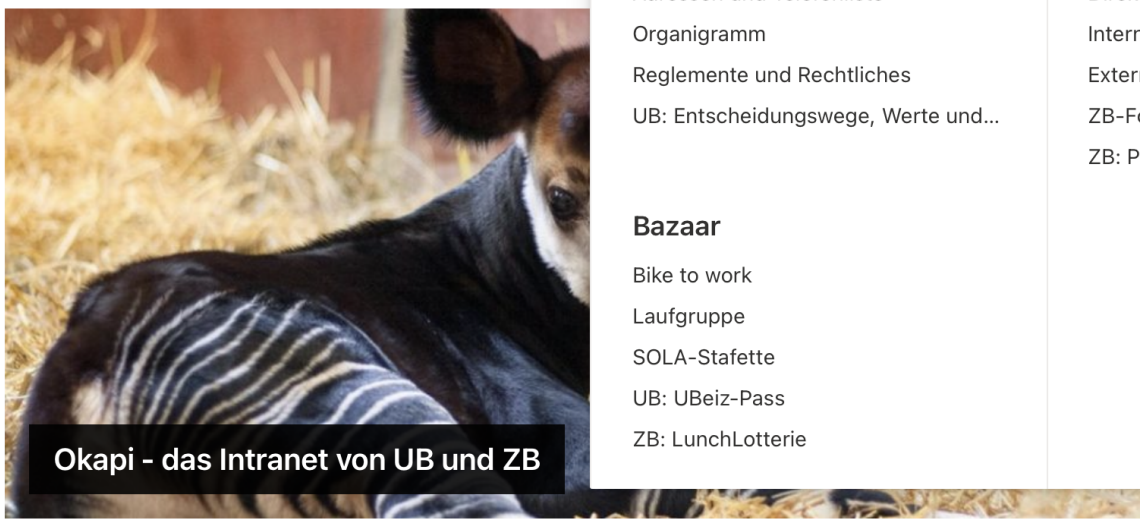 Organigramm
Reglemente und Rechtliches
UB: Entscheidungswege, Werte und...
Bazaar
Bike to work
Laufgruppe
SOLA-Stafette
UB: UBeiz-Pass
ZB: LunchLotterie
ZB: P
Okapi - das Intranet von UB und ZB